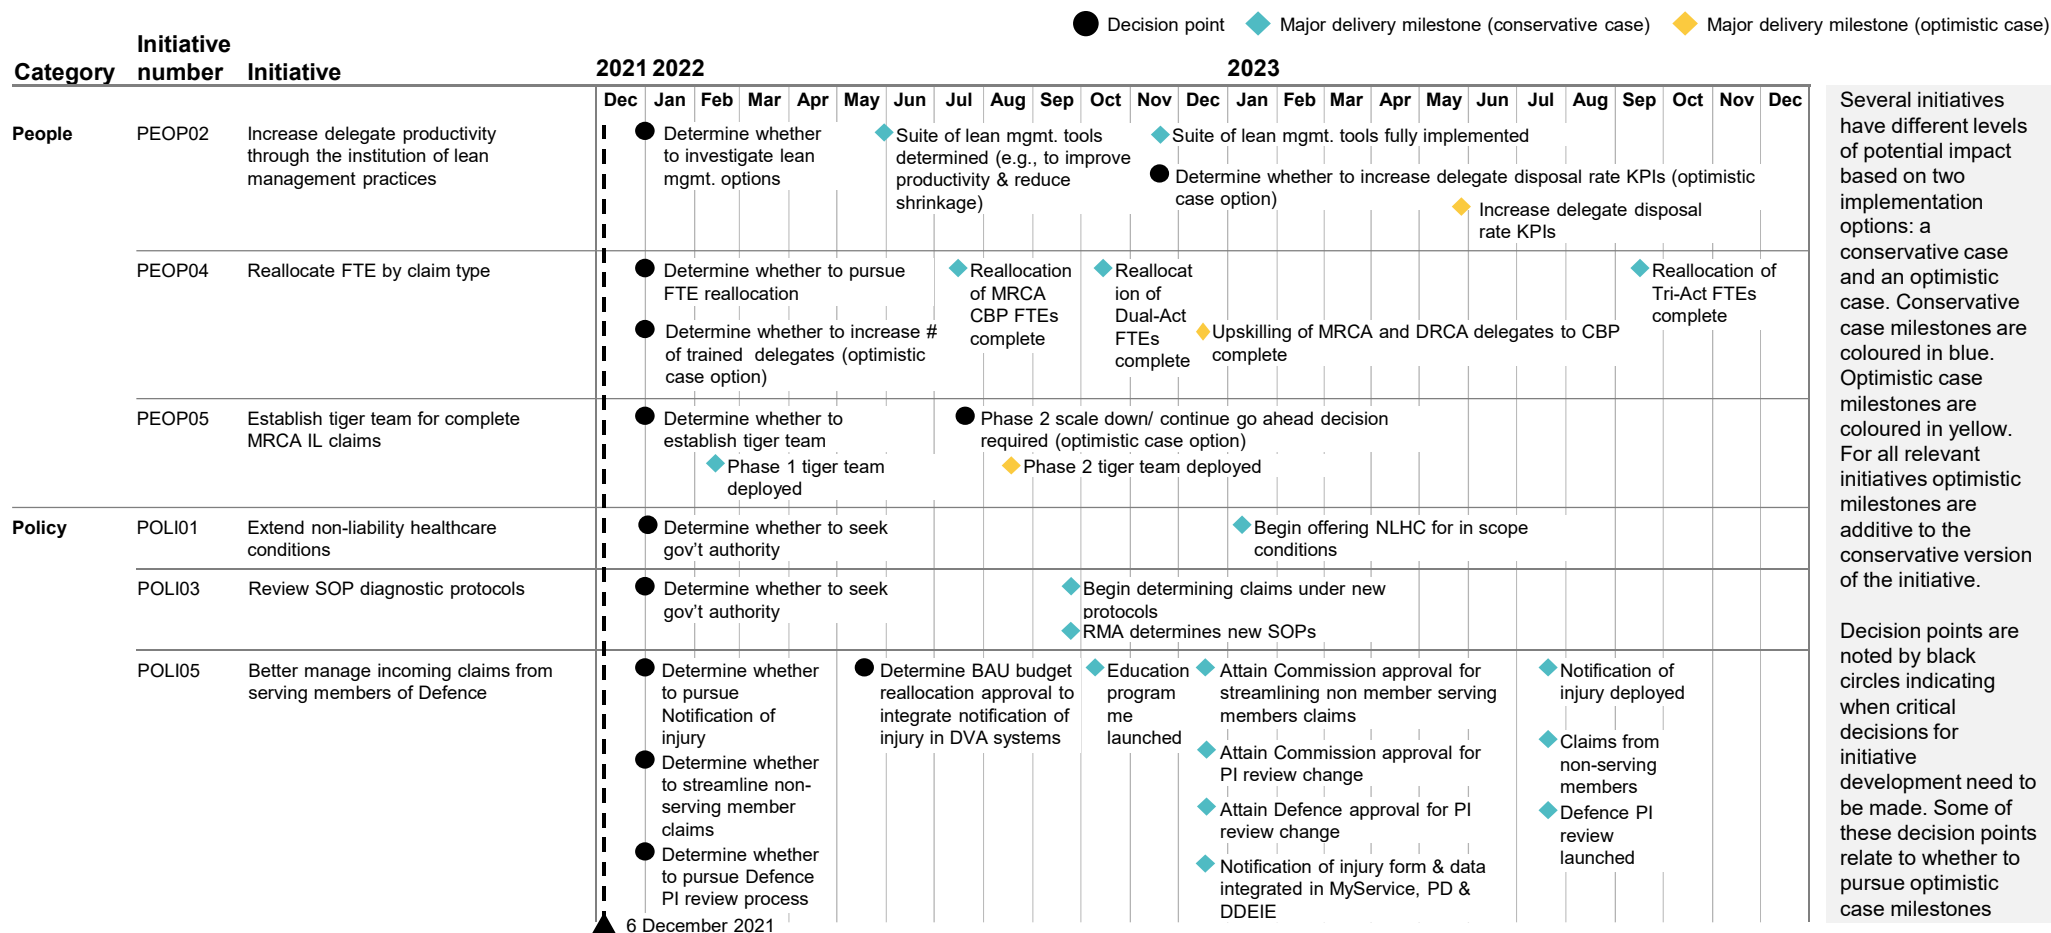 Decision point
Major delivery milestone (conservative case)
Major delivery milestone (optimistic case)
Category
Initiative
number
Initiative
2021 2022
2023
Dec Jan Feb Mar Apr May Jun Jul Aug Sep Oct Nov Dec Jan Feb Mar Apr May Jun Jul Aug Sep Oct Nov Dec
People
PEOP02
Increase delegate productivity
through the institution of lean
management practices
Determine whether
to investigate lean
mgmt. options
Suite of lean mgmt. tools
determined (e.g., to improve
productivity & reduce
shrinkage)
Suite of lean mgmt. tools fully implemented
Determine whether to increase delegate disposal rate KPIs (optimistic
case option)
Increase delegate disposal
rate KPIs
PEOP04
Reallocate FTE by claim type
Determine whether to pursue
FTE reallocation
Determine whether to increase #
of trained delegates (optimistic
case option)
Reallocation
of MRCA
CBP FTEs
complete
Reallocat
ion of
Dual-Act
FTEs
complete
Upskilling of MRCA and DRCA delegates to CBP
complete
Reallocation of
Tri-Act FTEs
complete
PEOP05
Establish tiger team for complete
MRCA IL claims
Determine whether to
establish tiger team
Phase 1 tiger team
deployed
Phase 2 scale down/ continue go ahead decision
required (optimistic case option)
Phase 2 tiger team deployed
Policy
POLI01
Extend non-liability healthcare
conditions
Determine whether to seek
gov't authority
Begin offering NLHC for in scope
conditions
POLI03
Review SOP diagnostic protocols
Determine whether to seek
gov't authority
Begin determining claims under new
protocols
RMA determines new SOPs
POLI05
Better manage incoming claims from
serving members of Defence
Determine whether
to pursue
Notification of
injury
Determine whether
to streamline non-
serving member
claims
Determine whether
to pursue Defence
PI review process
Determine BAU budget
reallocation approval to
integrate notification of
injury in DVA systems
Education
program
me
launched
Attain Commission approval for
streamlining non member serving
members claims
Attain Commission approval for
PI review change
Attain Defence approval for PI
review change
Notification of injury form & data
integrated in MyService, PD &
DDEIE
Notification of
injury deployed
Claims from
non-serving
members
Defence PI
review
launched
6 December 2021
Several initiatives
have different levels
of potential impact
based on two
implementation
options: a
conservative case
and an optimistic
case. Conservative
case milestones are
coloured in blue.
Optimistic case
milestones are
coloured in yellow.
For all relevant
initiatives optimistic
milestones are
additive to the
conservative version
of the initiative.
Decision points are
noted by black
circles indicating
when critical
decisions for
initiative
development need to
be made. Some of
these decision points
relate to whether to
pursue optimistic
case milestones